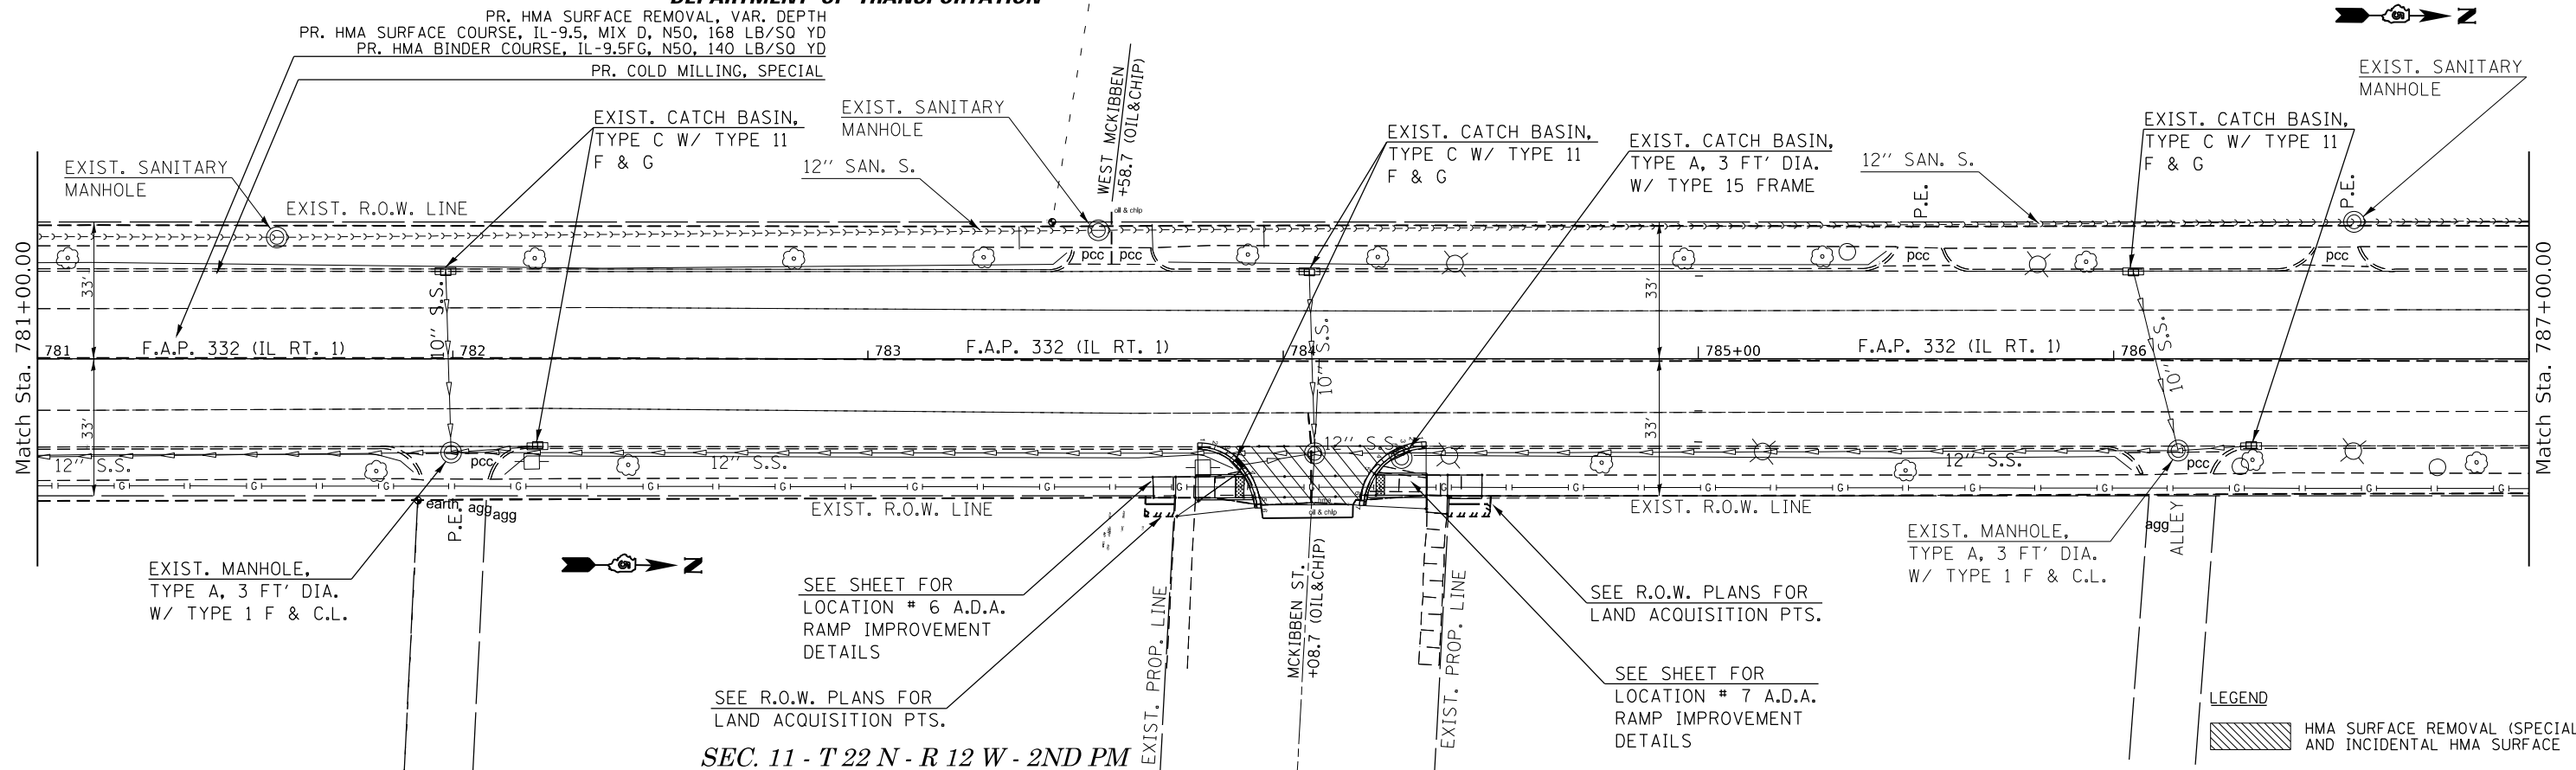 DEPARTMENT OF TRANSPORTATION
PR. HMA SURFACE REMOVAL, VAR. DEPTH
PR. HMA SURFACE COURSE, IL-9.5, MIX D, N50, 168 LB/SQ YD
PR. HMA BINDER COURSE, IL-9.5FG, N50, 140 LB/SQ YD
PR. COLD MILLING, SPECIAL
N
EXIST. SANITARY
MANHOLE
EXIST. R.O.W. LINE
EXIST. CATCH BASIN,
TYPE C W/ TYPE 11
F & G
EXIST. SANITARY
MANHOLE
12'' SAN. S.
WEST MCKIBBEN
+58.7 (OIL&CHIP)
oil & chip
EXIST. CATCH BASIN,
TYPE C W/ TYPE 11
F & G
EXIST. CATCH BASIN,
TYPE A, 3 FT' DIA.
W/ TYPE 15 FRAME
12'' SAN. S.
P.E.
EXIST. CATCH BASIN,
TYPE C W/ TYPE 11
F & G
EXIST. SANITARY
MANHOLE
P.E.
pcc
pcc
pcc
pcc
Match Sta. 781+00.00
33'
33'
10'' S.S.
33'
33'
10'' S.S.
10'' S.S.
Match Sta. 787+00.00
781
F.A.P. 332 (IL RT. 1)
782
783
F.A.P. 332 (IL RT. 1)
784
785+00
F.A.P. 332 (IL RT. 1)
786
12'' S.S.
pcc
12'' S.S.
12'' S.S.
12'' S.S.
pcc
G G G G G G G G G G G G G G G G G G G
earth
agg
agg
P.E.
EXIST. R.O.W. LINE
oil & chip
EXIST. R.O.W. LINE
agg
ALLEY
EXIST. MANHOLE,
TYPE A, 3 FT' DIA.
W/ TYPE 1 F & C.L.
N
SEE SHEET FOR
LOCATION # 6 A.D.A.
RAMP IMPROVEMENT
DETAILS
SEE R.O.W. PLANS FOR
LAND ACQUISITION PTS.
EXIST. PROP. LINE
MCKIBBEN ST.
+08.7 (OIL&CHIP)
EXIST. PROP. LINE
SEE R.O.W. PLANS FOR
LAND ACQUISITION PTS.
SEE SHEET FOR
LOCATION # 7 A.D.A.
RAMP IMPROVEMENT
DETAILS
EXIST. MANHOLE,
TYPE A, 3 FT' DIA.
W/ TYPE 1 F & C.L.
SEC. 11 - T 22 N - R 12 W - 2ND PM
LEGEND
HMA SURFACE REMOVAL (SPECIAL
AND INCIDENTAL HMA SURFACE